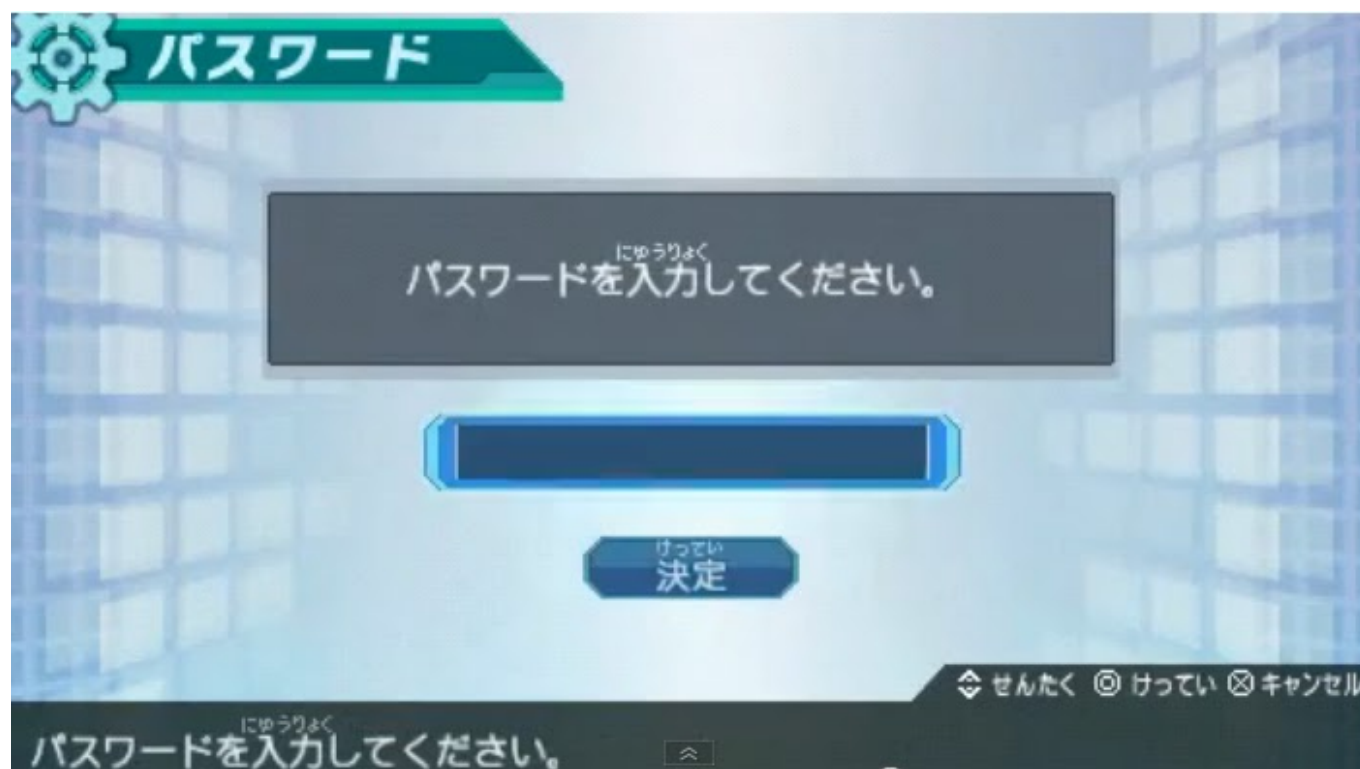 パスワード
にゅうりょく
パスワードを入力してください。
けってい
決定
せんたく ◎ けってい ⊗ キャンセル
にゅうりょく
パスワードを入力してください。